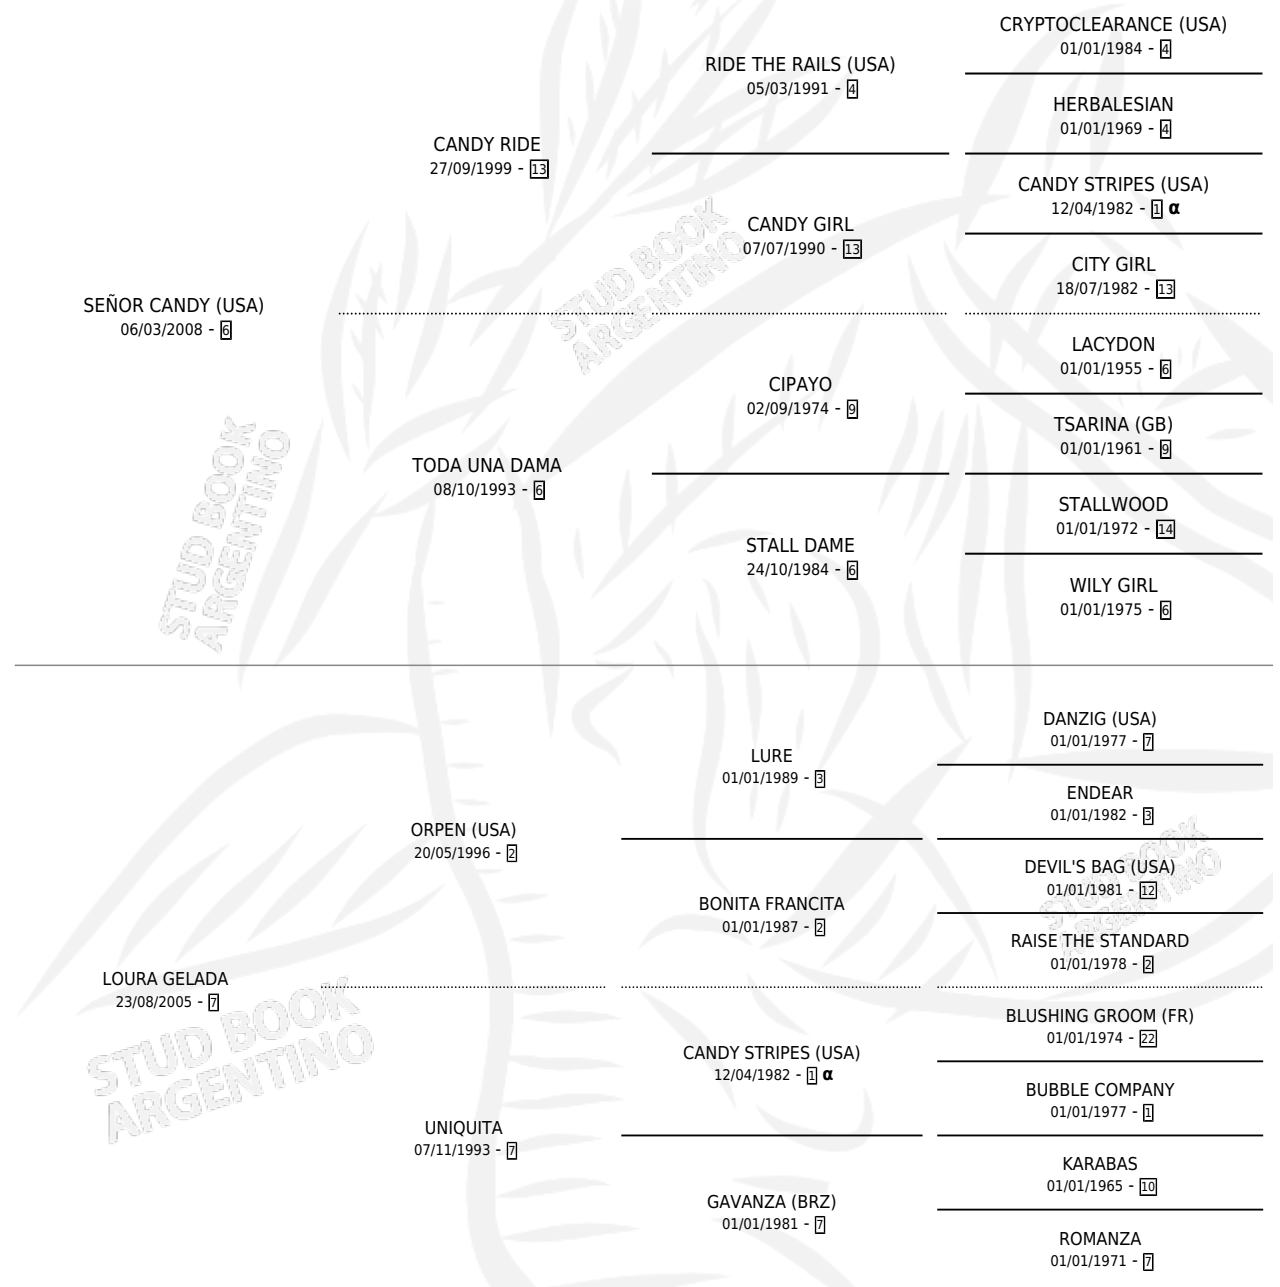 CRYPTOCLEARANCE (USA)
01/01/1984 - 4
RIDE THE RAILS (USA)
05/03/1991 - 4
HERBALESIAN
01/01/1969 - 4
CANDY RIDE
27/09/1999 - 13
CANDY STRIPES (USA)
12/04/1982 - 1 α
CANDY GIRL
07/07/1990 - 13
CITY GIRL
18/07/1982 - 13
SEÑOR CANDY (USA)
06/03/2008 - 6
LACYDON
01/01/1955 - 6
CIPAYO
02/09/1974 - 9
TSARINA (GB)
01/01/1961 - 9
TODA UNA DAMA
08/10/1993 - 6
STALLWOOD
01/01/1972 - 14
STALL DAME
24/10/1984 - 6
WILY GIRL
01/01/1975 - 6
STUD BOOK
ARGENTINO
STUD BOOK
ARGENTINO
DANZIG (USA)
01/01/1977 - 7
LURE
01/01/1989 - 3
ENDEAR
01/01/1982 - 3
ORPEN (USA)
20/05/1996 - 2
DEVIL'S BAG (USA)
01/01/1981 - 12
BONITA FRANCITA
01/01/1987 - 2
RAISE THE STANDARD
01/01/1978 - 2
LOURA GELADA
23/08/2005 - 7
BLUSHING GROOM (FR)
01/01/1974 - 22
CANDY STRIPES (USA)
12/04/1982 - 1 α
BUBBLE COMPANY
01/01/1977 - 1
UNIQUITA
07/11/1993 - 7
KARABAS
01/01/1965 - 10
GAVANZA (BRZ)
01/01/1981 - 7
ROMANZA
01/01/1971 - 7
STUD BOOK
ARGENTINO
STUD BOOK
ARGENTINO